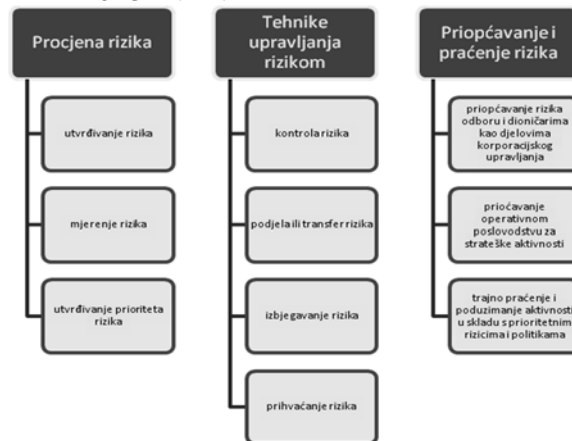 Procjena rizika
utvrđivanje rizika
mjerenje rizika
utvrđivanje prioriteta
rizika
Tehnike
upravljanja
rizikom
kontrola rizika
podjela ili transfer rizika
izbjegavanje rizika
prihvaćanje rizika
Priopćavanje i
praćenje rizika
priopćavanje rizika
odboru i dioničarima
kao djelovima
korporacijskog
upravljanja
prioćavanje
operativnom
poslovodstvu za
strateške aktivnosti
trajno praćenje i
poduzimanje aktivnosti
u skladu s prioritetnim
rizicima i politikama